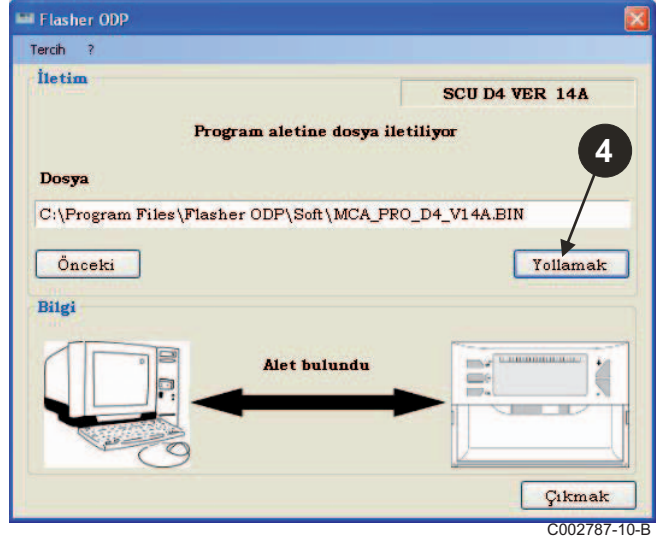 Flasher ODP
Tercih ?
İletim
SCU D4 VER 14A
Program aletine dosya iletiliyor
4
Dosya
C:\Program Files\Flasher ODP\Soft\MCA_PRO_D4_V14A.BIN
Önceki
Yollamak
Bilgi
Alet bulundu
Çıkmak
C002787-10-B